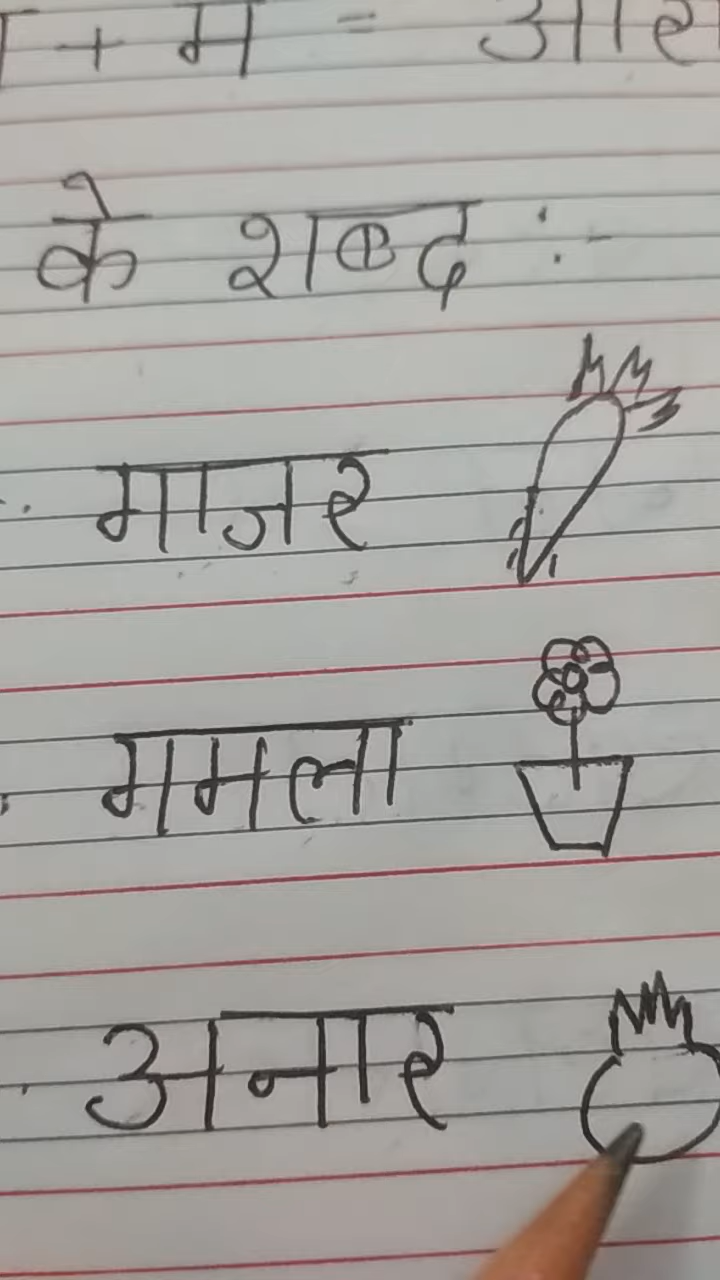 + म =
के शब्द :-
गाजर
गमला
अनार